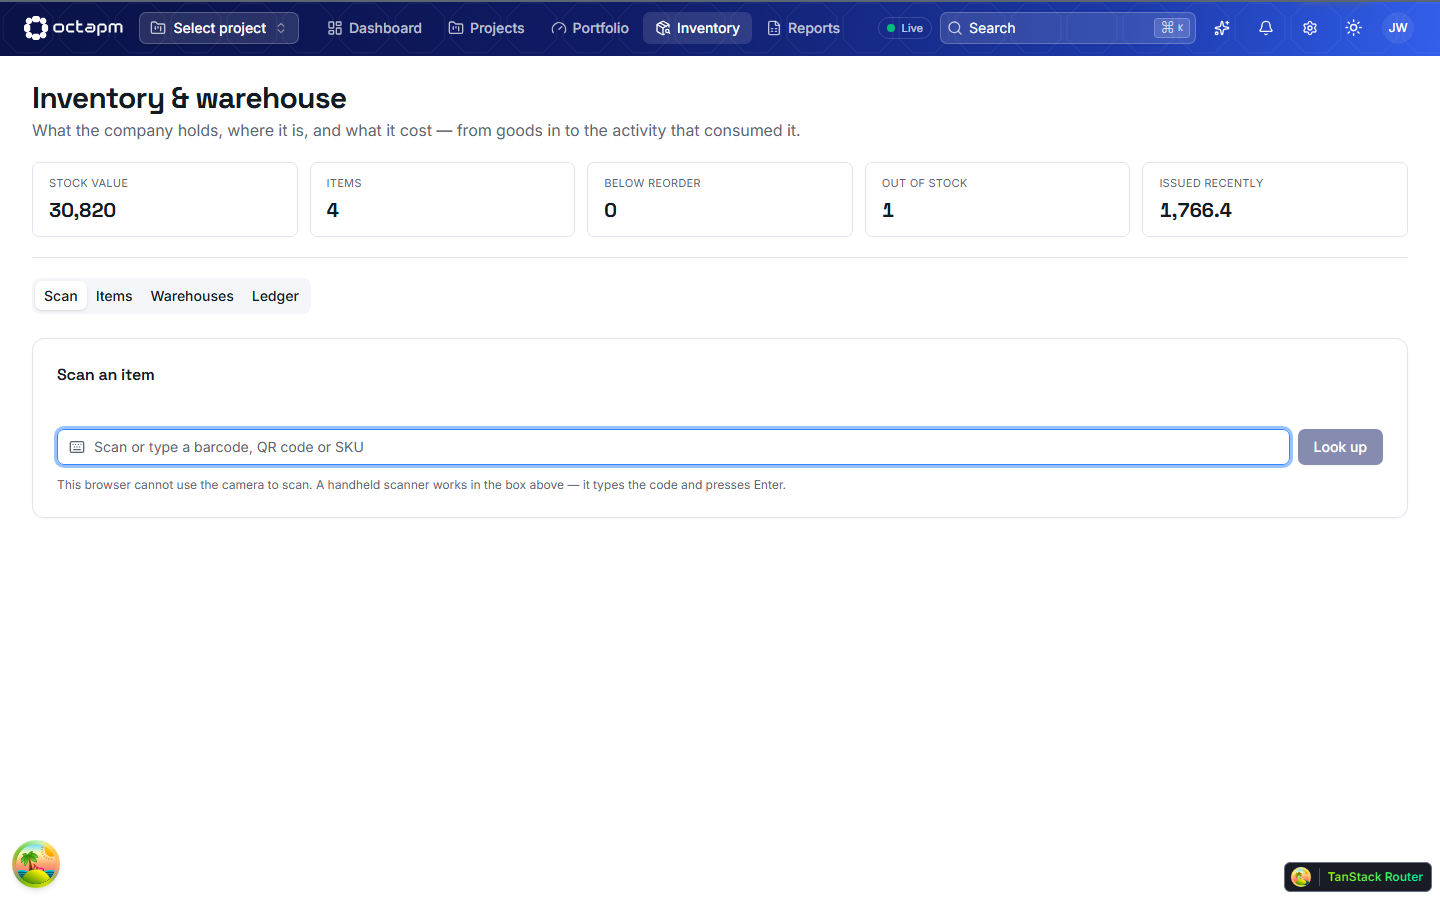 octapm
Select project
Dashboard
Projects
Portfolio
Inventory
Reports
Live
Search
⌘ K
JW
Inventory & warehouse
What the company holds, where it is, and what it cost — from goods in to the activity that consumed it.
STOCK VALUE
30,820
ITEMS
4
BELOW REORDER
0
OUT OF STOCK
1
ISSUED RECENTLY
1,766.4
Scan
Items
Warehouses
Ledger
Scan an item
Scan or type a barcode, QR code or SKU
Look up
This browser cannot use the camera to scan. A handheld scanner works in the box above — it types the code and presses Enter.
TanStack Router